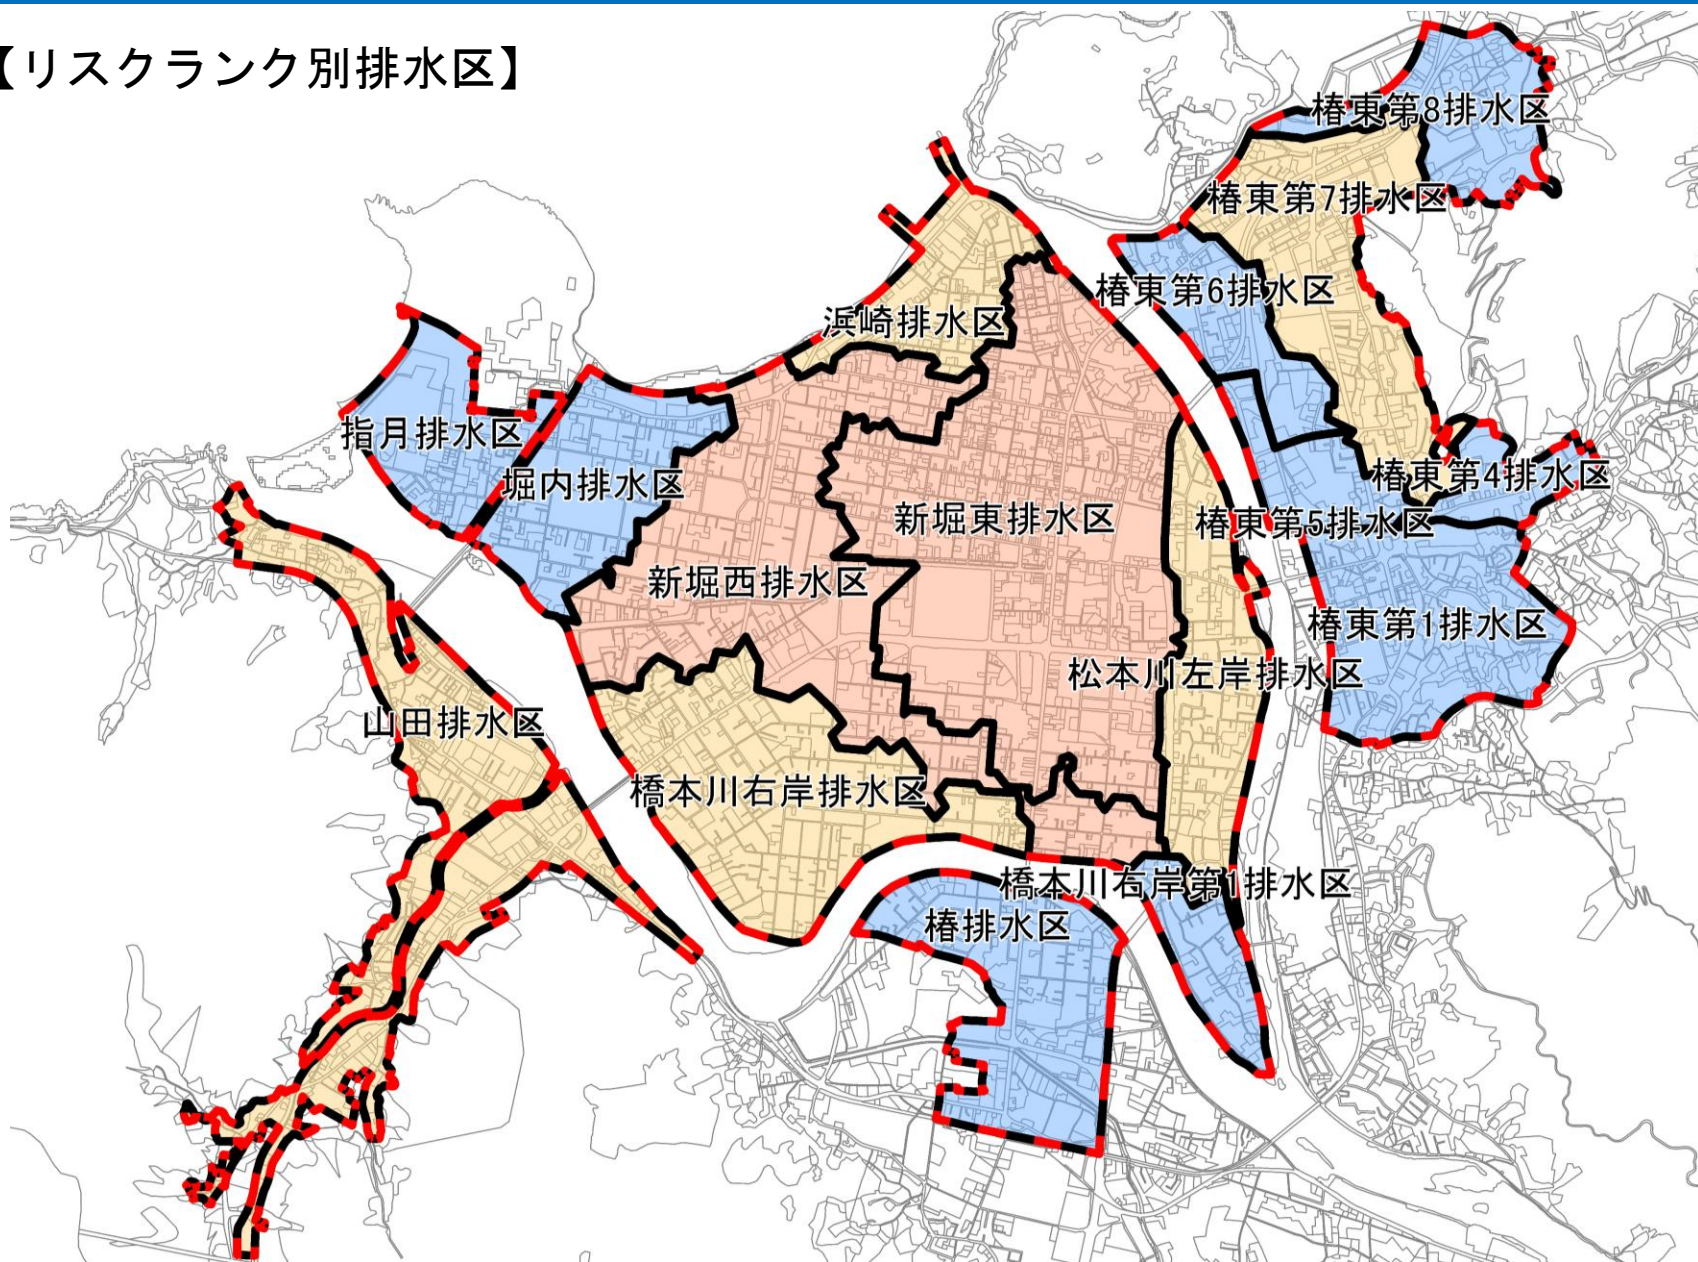 【リスクランク別排水区】
椿東第8排水区
椿東第7排水区
椿東第6排水区
浜崎排水区
指月排水区
堀内排水区
椿東第4排水区
新堀東排水区
椿東第5排水区
新堀西排水区
椿東第1排水区
松本川左岸排水区
山田排水区
橋本川右岸排水区
橋本川右岸第1排水区
椿排水区